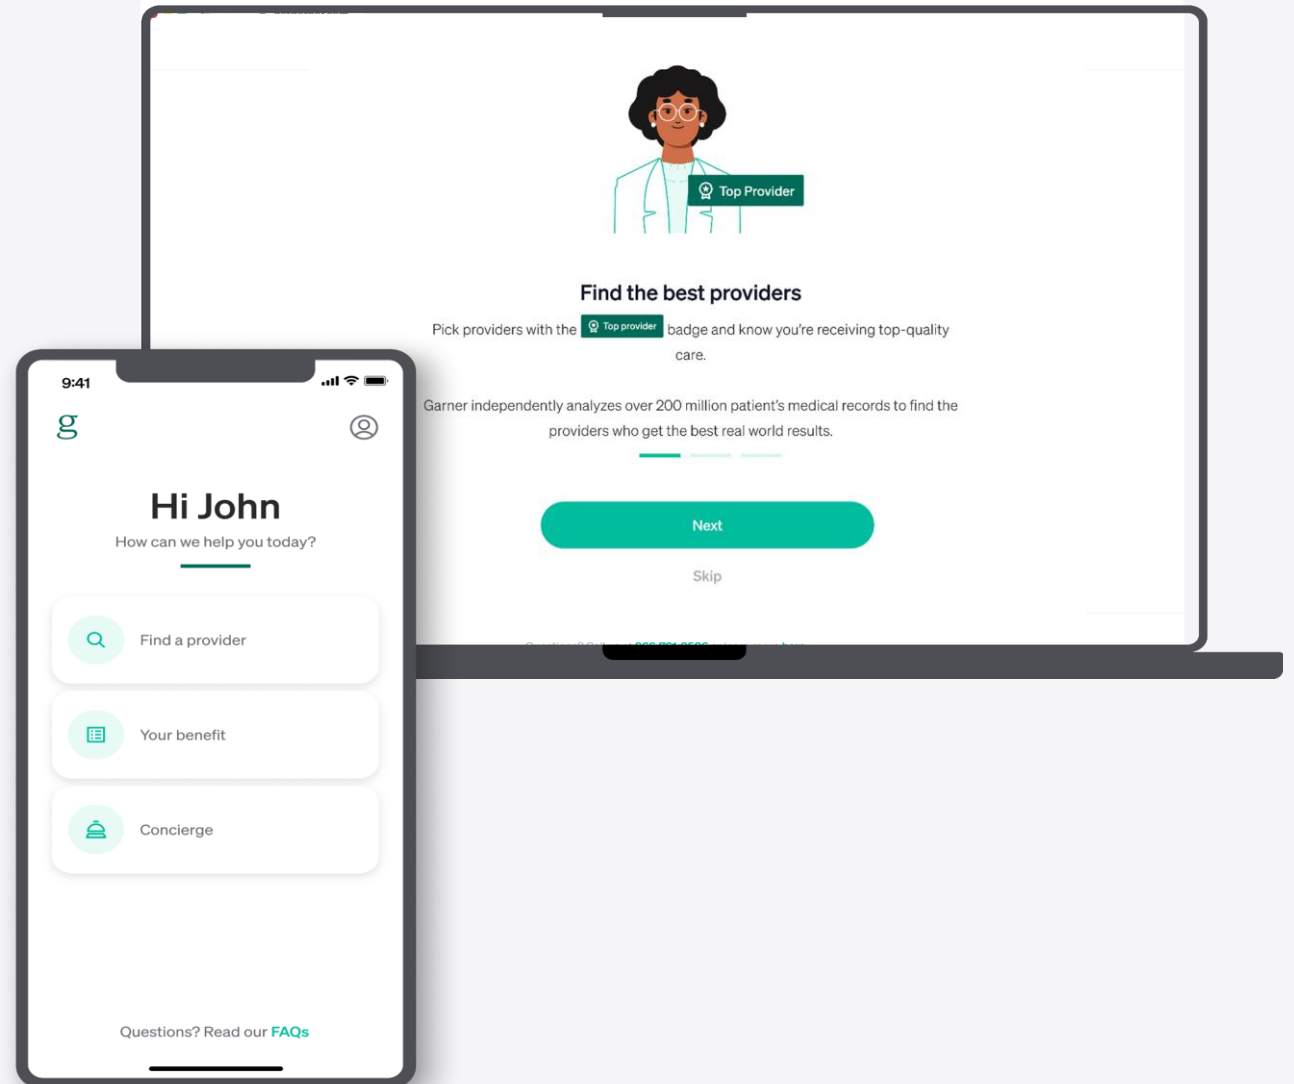 Top Provider
Find the best providers
Pick providers with the Top provider badge and know you're receiving top-quality
care.
Garner independently analyzes over 200 million patient's medical records to find the
providers who get the best real world results.
Next
Skip
9:41
g
Hi John
How can we help you today?
Find a provider
Your benefit
Concierge
Questions? Read our FAQs